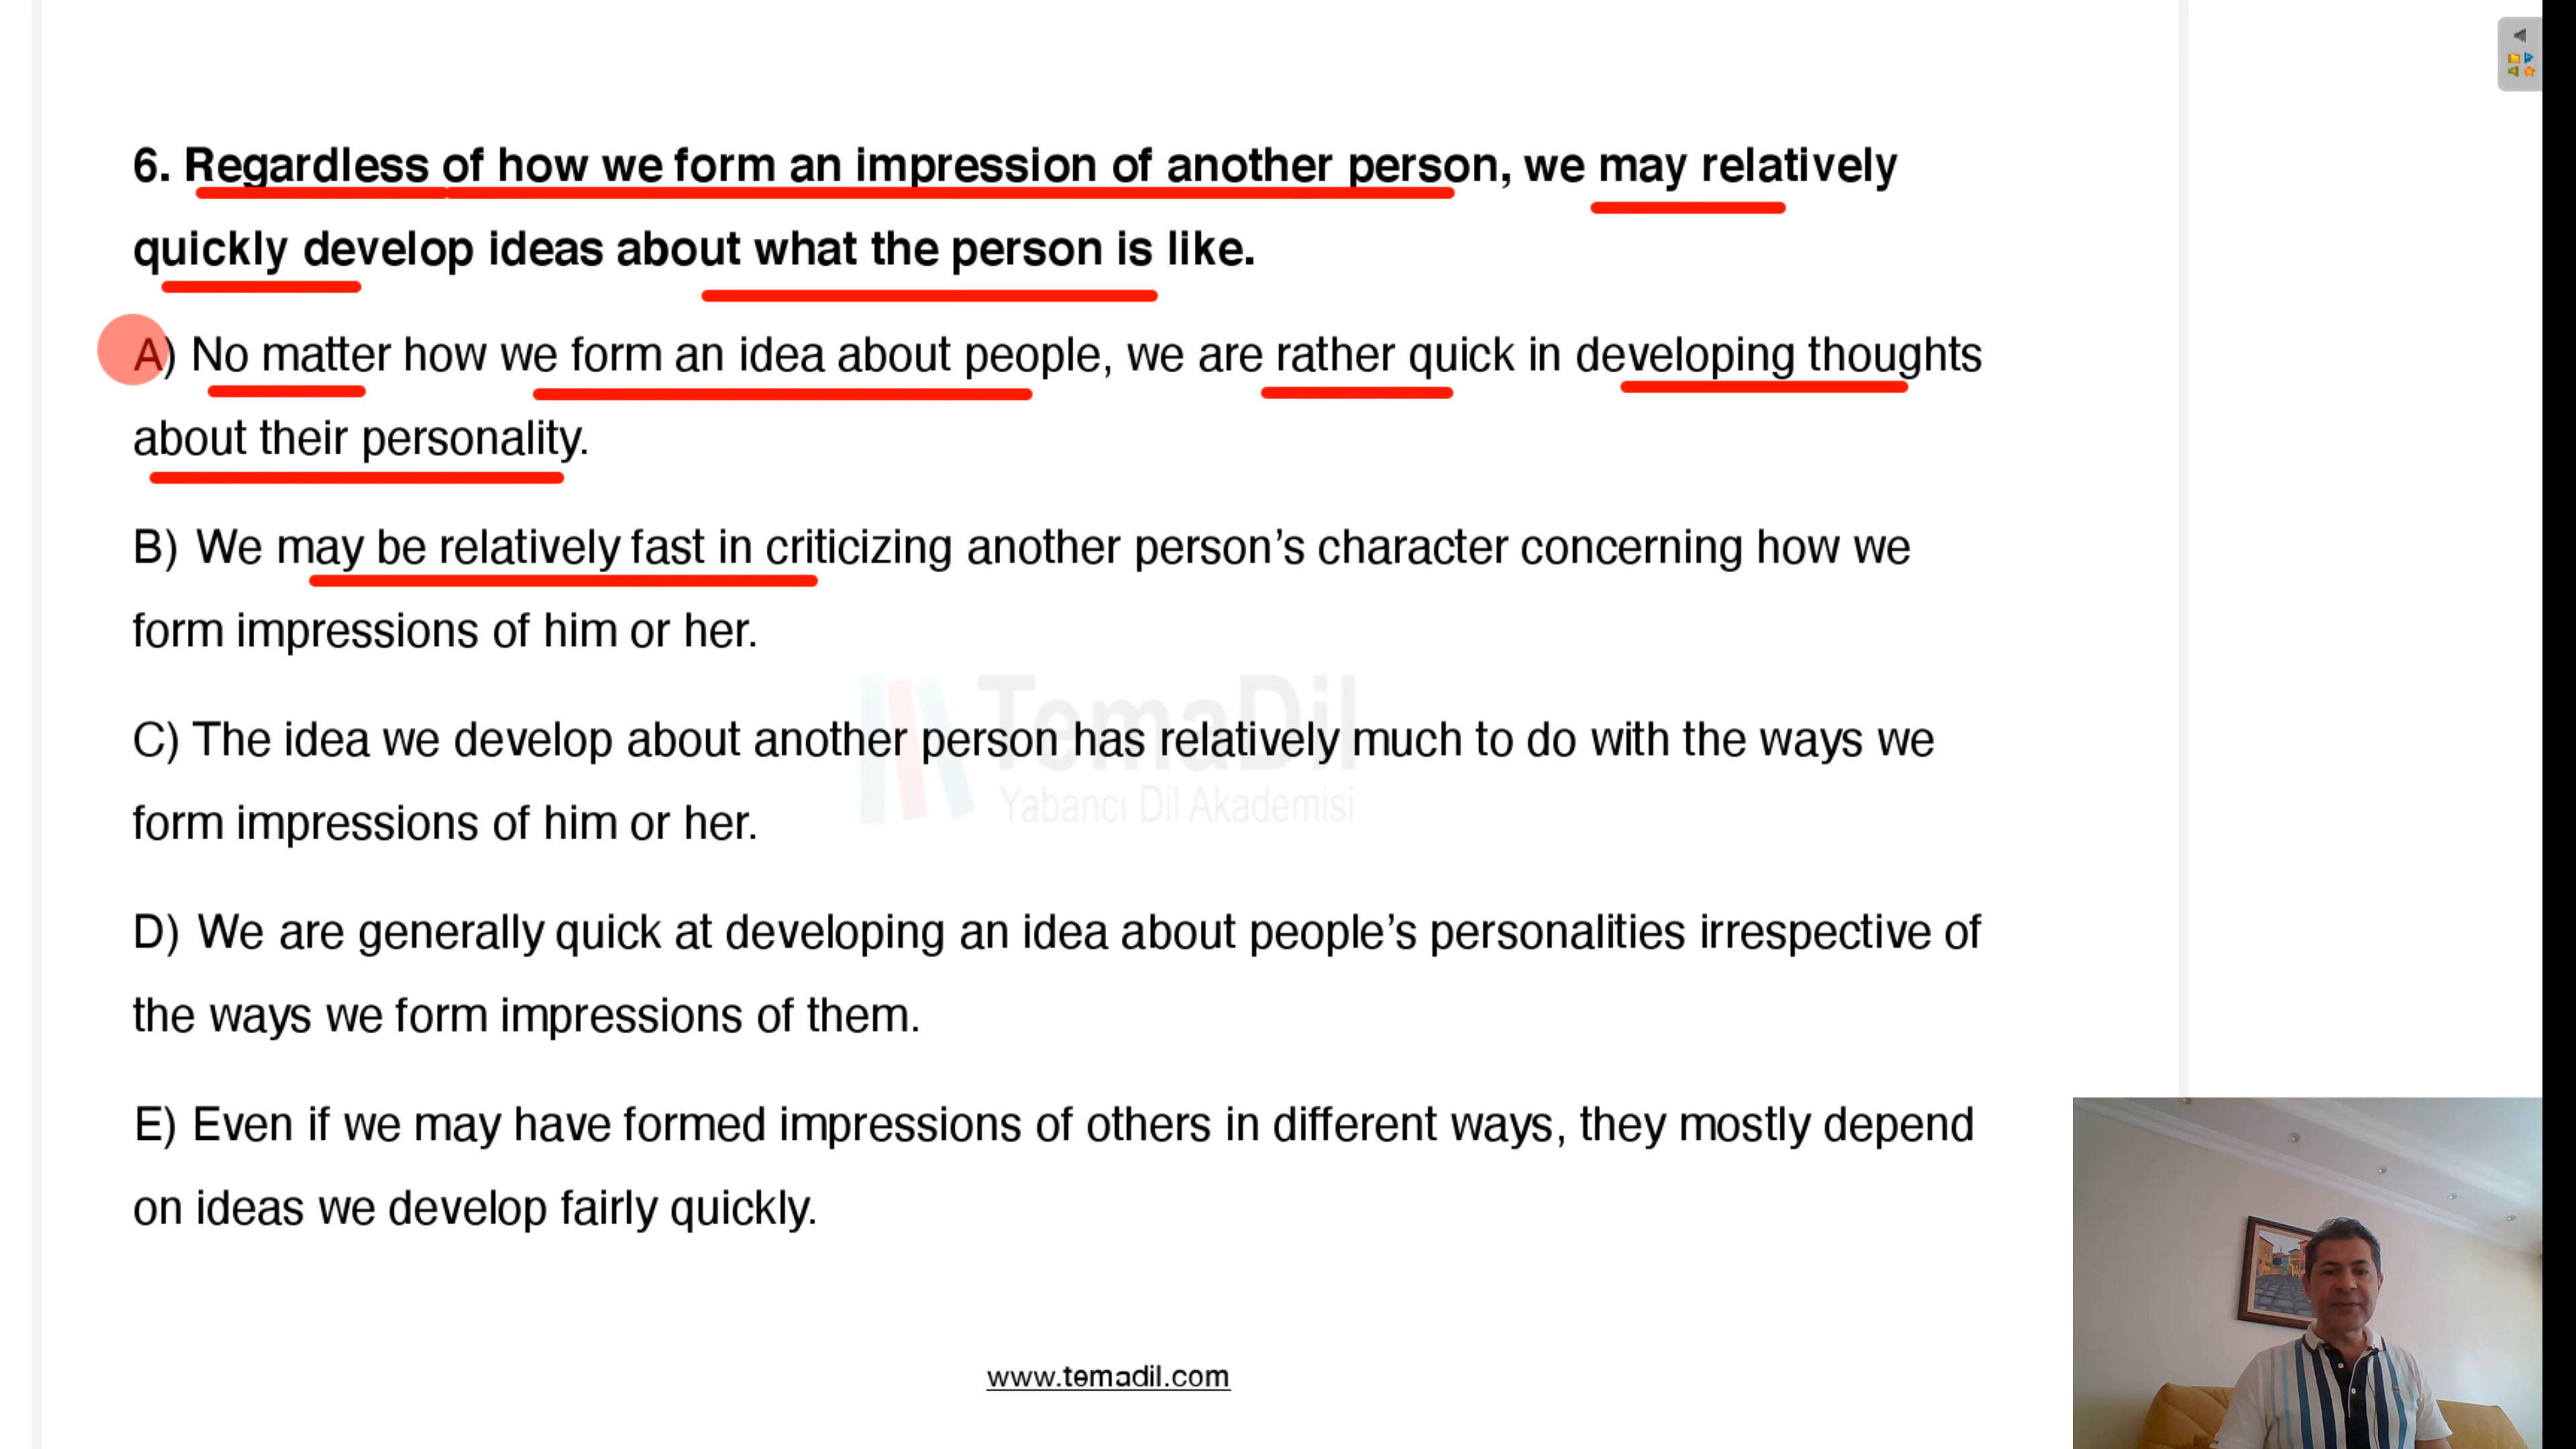 6. Regardless of how we form an impression of another person, we may relatively
quickly develop ideas about what the person is like.
A) No matter how we form an idea about people, we are rather quick in developing thoughts
about their personality.
B) We may be relatively fast in criticizing another person’s character concerning how we
form impressions of him or her.
TemaDil
Yabancı Dil Akademisi
C) The idea we develop about another person has relatively much to do with the ways we
form impressions of him or her.
D) We are generally quick at developing an idea about people’s personalities irrespective of
the ways we form impressions of them.
E) Even if we may have formed impressions of others in different ways, they mostly depend
on ideas we develop fairly quickly.
www.temadil.com